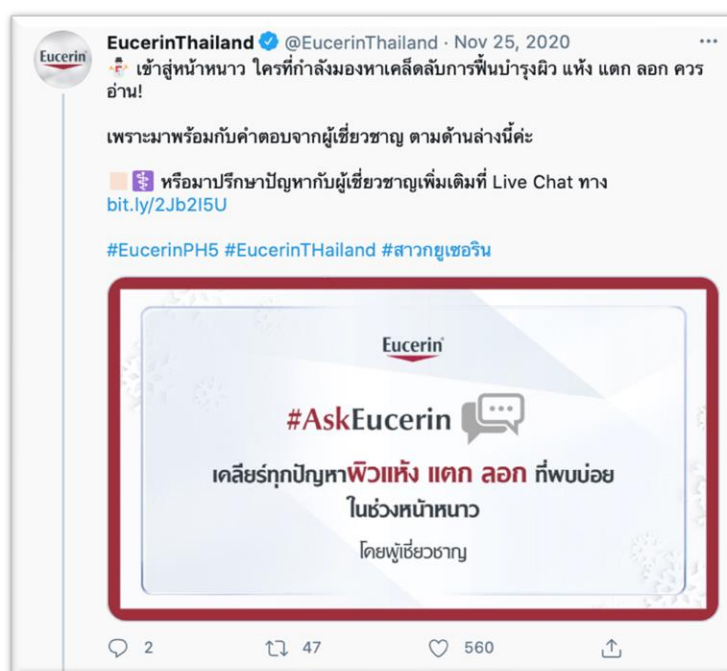 Eucerin
EucerinThailand @EucerinThailand · Nov 25, 2020
เข้าสู่หน้าหนาว ใครที่กำลังมองหาเคล็ดลับการฟื้นบำรุงผิว แห้ง แตก ลอก ควร
อ่าน!
เพราะมาพร้อมกับคำตอบจากผู้เชี่ยวชาญ ตามด้านล่างนี้ค่ะ
หรือมาปรึกษาปัญหากับผู้เชี่ยวชาญเพิ่มเติมที่ Live Chat ทาง
bit.ly/2Jb2I5U
#EucerinPH5 #EucerinTHailand #สาวกยูเซอริน
Eucerin
#AskEucerin
เคลียร์ทุกปัญหาผิวแห้ง แตก ลอก ที่พบบ่อย
ในช่วงหน้าหนาว
โดยผู้เชี่ยวชาญ
2 47 560